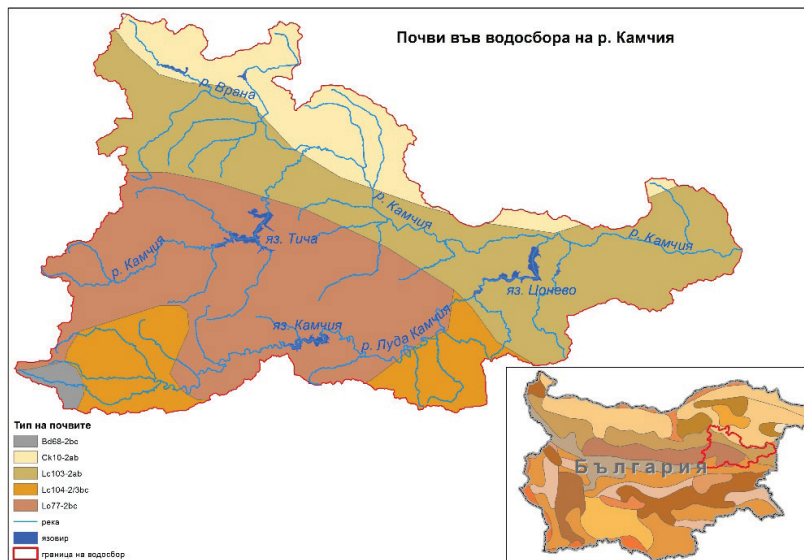 Почви във водосбора на р. Камчия
р. Врана
р. Камчия
р. Камчия
яз. Тича
р. Камчия
яз. Цонево
яз. Камчия
р. Луда Камчия
Тип на почвите
Bd68-2bc
Ck10-2ab
Lc103-2ab
Lc104-2/3bc
Lo77-2bc
река
язовир
граница на водосбор
България